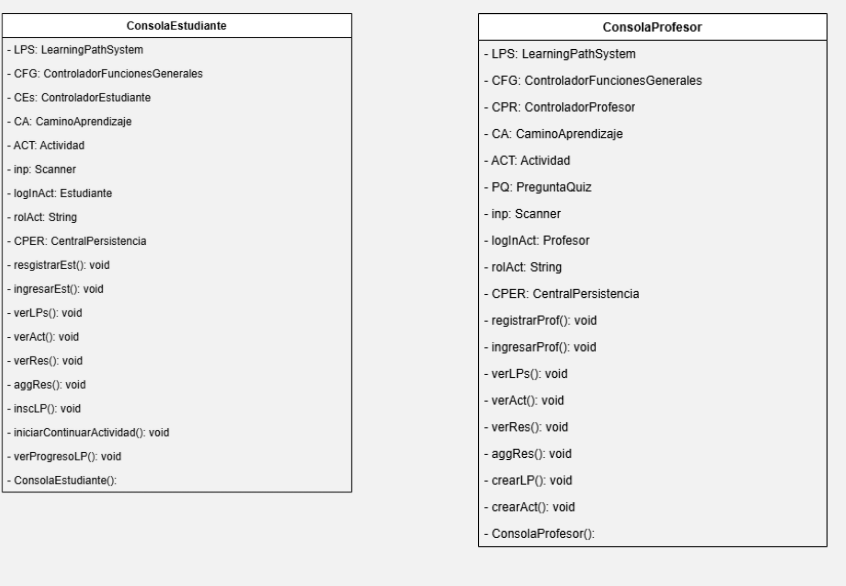 ConsolaEstudiante
- LPS: LearningPathSystem
- CFG: ControladorFuncionesGenerales
- CEs: ControladorEstudiante
- CA: CaminoAprendizaje
- ACT: Actividad
- inp: Scanner
- logInAct: Estudiante
- rolAct: String
- CPER: CentralPersistencia
- resgistrarEst(): void
- ingresarEst(): void
- verLPs(): void
- verAct(): void
- verRes(): void
- aggRes(): void
- inscLP(): void
- iniciarContinuarActividad(): void
- verProgresoLP(): void
- ConsolaEstudiante():
ConsolaProfesor
- LPS: LearningPathSystem
- CFG: ControladorFuncionesGenerales
- CPR: ControladorProfesor
- CA: CaminoAprendizaje
- ACT: Actividad
- PQ: PreguntaQuiz
- inp: Scanner
- logInAct: Profesor
- rolAct: String
- CPER: CentralPersistencia
- registrarProf(): void
- ingresarProf(): void
- verLPs(): void
- verAct(): void
- verRes(): void
- aggRes(): void
- crearLP(): void
- crearAct(): void
- ConsolaProfesor():